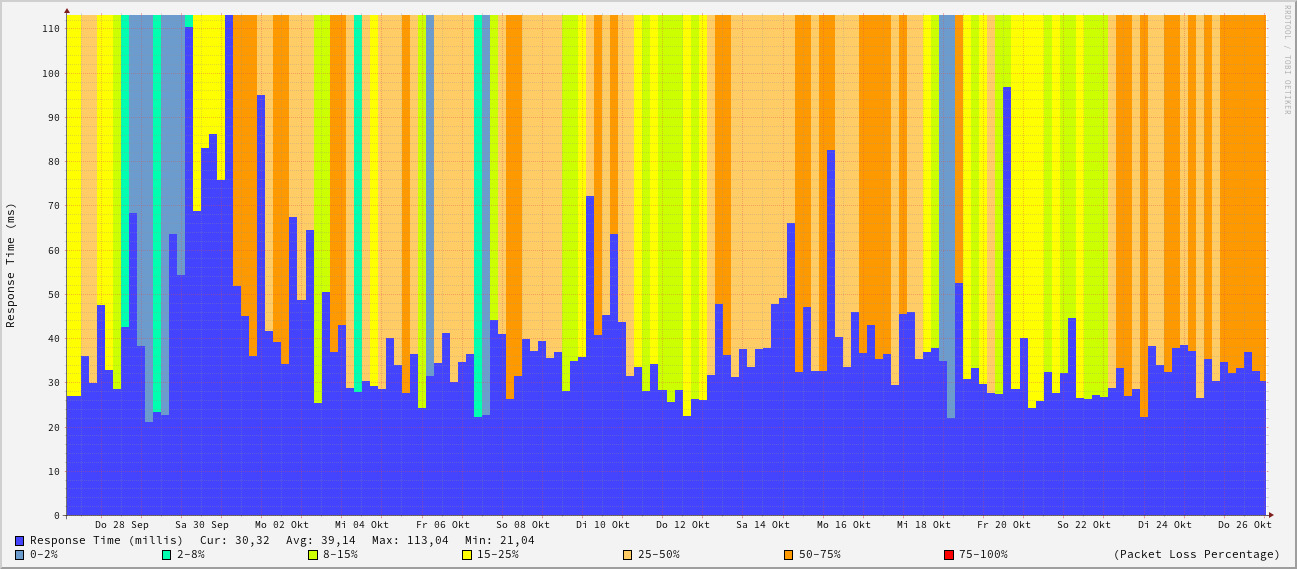 RRDTOOL / TOBI OETIKER
Response Time (ms)
110
100
90
80
70
60
50
40
30
20
10
0
Do 28 Sep Sa 30 Sep Mo 02 Okt Mi 04 Okt Fr 06 Okt So 08 Okt Di 10 Okt Do 12 Okt Sa 14 Okt Mo 16 Okt Mi 18 Okt Fr 20 Okt So 22 Okt Di 24 Okt Do 26 Okt
Response Time (millis) Cur: 30,32 Avg: 39,14 Max: 113,04 Min: 21,04
0-2% 2-8% 8-15% 15-25% 25-50% 50-75% 75-100% (Packet Loss Percentage)